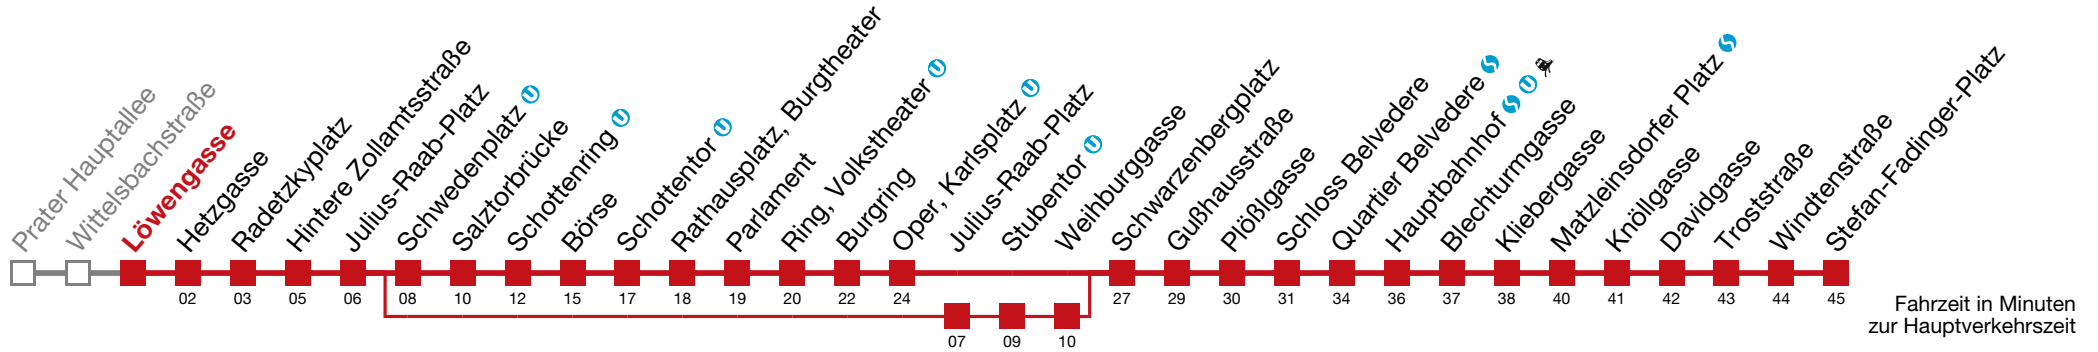 Prater Hauptallee
Wittelsbachstraße
Löwengasse
Hetzgasse
Radetzkyplatz
Hintere Zollamtsstraße
Julius-Raab-Platz
Schwedenplatz U
Salztorbrücke
Schottenring U
Börse
Schottentor U
Rathausplatz, Burgtheater
Parlament
Ring, Volkstheater U
Burgring
Oper, Karlsplatz U
Julius-Raab-Platz
Stubentor U
Weihburggasse
Schwarzenbergplatz
Gußhausstraße
Plößlgasse
Schloss Belvedere
Quartier Belvedere S
Hauptbahnhof S U
Blechturmgasse
Kliebergasse
Matzleinsdorfer Platz S
Knöllgasse
Davidgasse
Troststraße
Windtenstraße
Stefan-Fadinger-Platz
02 03 05 06 08 10 12 15 17 18 19 20 22 24 27 29 30 31 34 36 37 38 40 41 42 43 44 45
07 09 10
Fahrzeit in Minuten
zur Hauptverkehrszeit